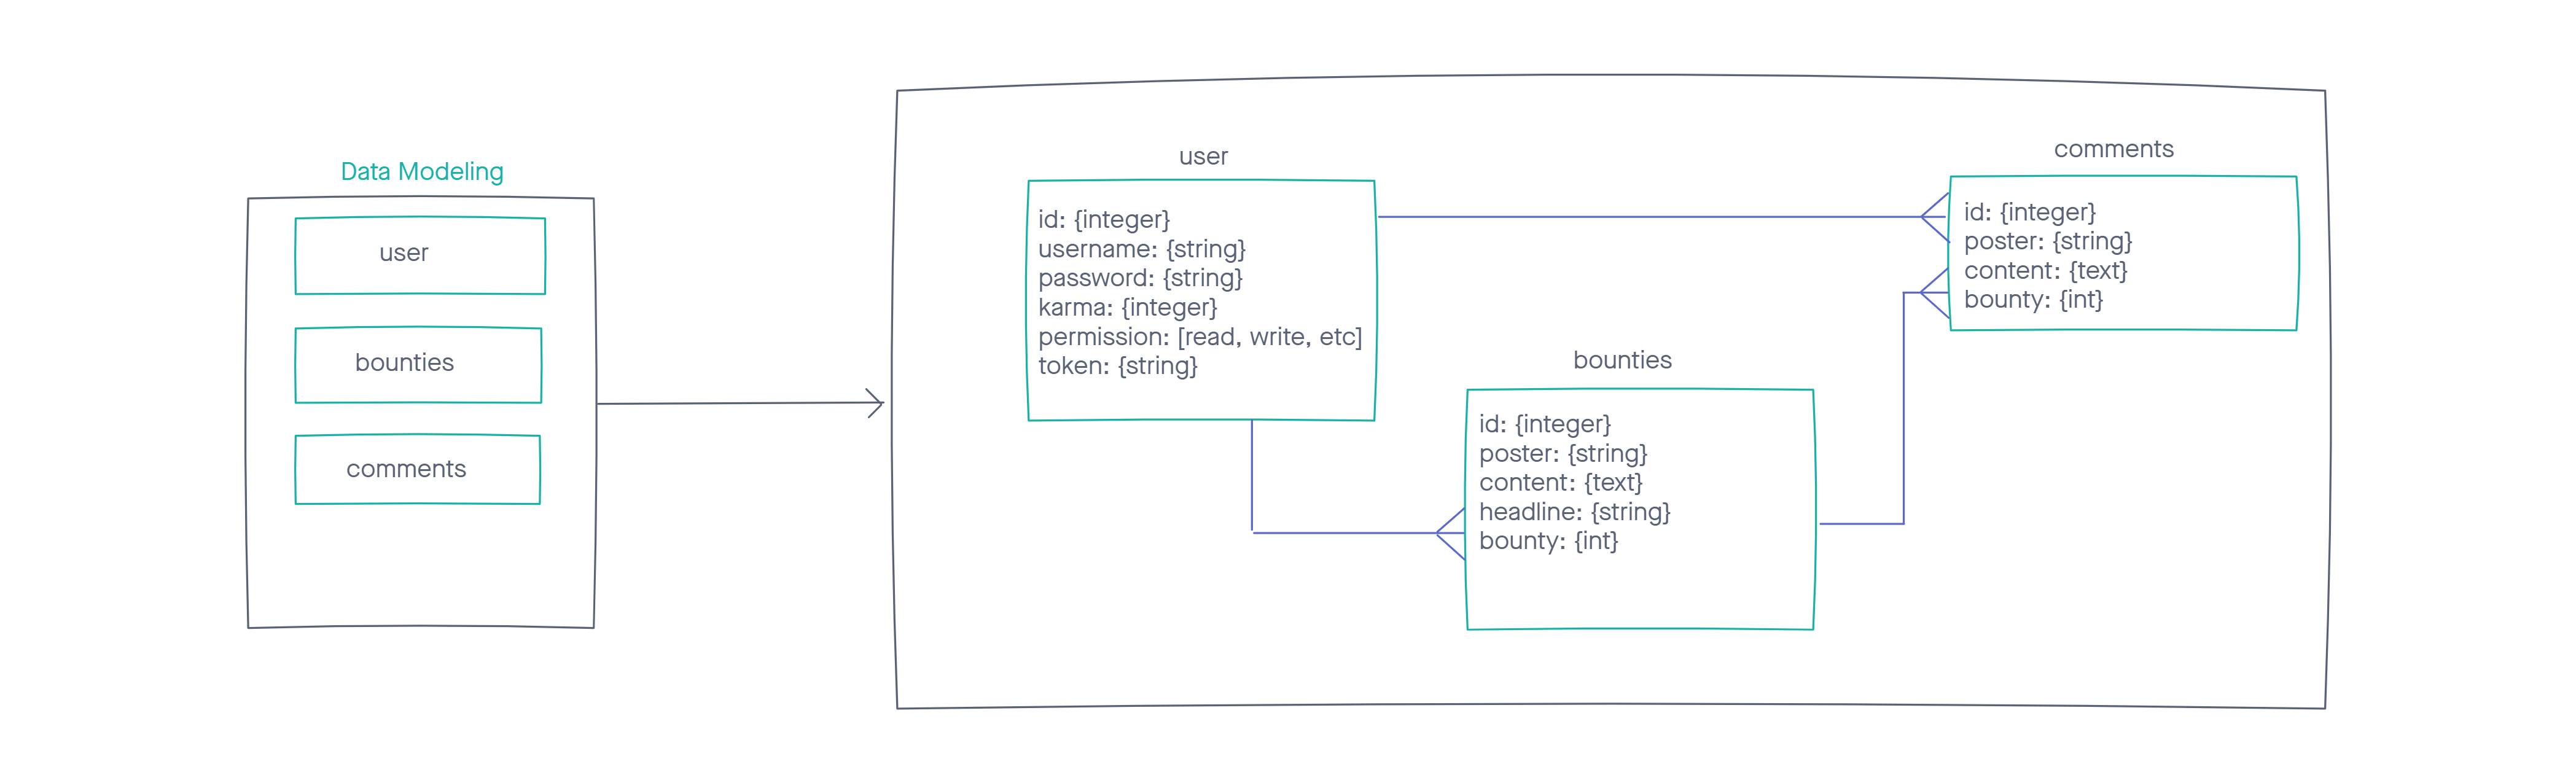 Data Modeling
user
bounties
comments
user
id: {integer}
username: {string}
password: {string}
karma: {integer}
permission: [read, write, etc]
token: {string}
bounties
id: {integer}
poster: {string}
content: {text}
headline: {string}
bounty: {int}
comments
id: {integer}
poster: {string}
content: {text}
bounty: {int}